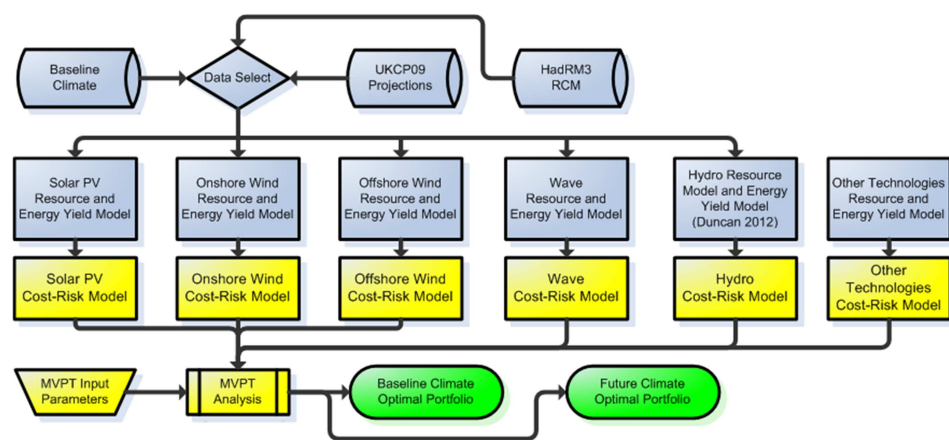 Baseline
Climate
Data Select
UKCP09
Projections
HadRM3
RCM
Solar PV
Resource and
Energy Yield Model
Onshore Wind
Resource and
Energy Yield Model
Offshore Wind
Resource and
Energy Yield Model
Wave
Resource and
Energy Yield Model
Hydro Resource
Model and Energy
Yield Model
(Duncan 2012)
Other Technologies
Resource and
Energy Yield Model
Solar PV
Cost-Risk Model
Onshore Wind
Cost-Risk Model
Offshore Wind
Cost-Risk Model
Wave
Cost-Risk Model
Hydro
Cost-Risk Model
Other
Technologies
Cost-Risk Model
MVPT Input
Parameters
MVPT
Analysis
Baseline Climate
Optimal Portfolio
Future Climate
Optimal Portfolio